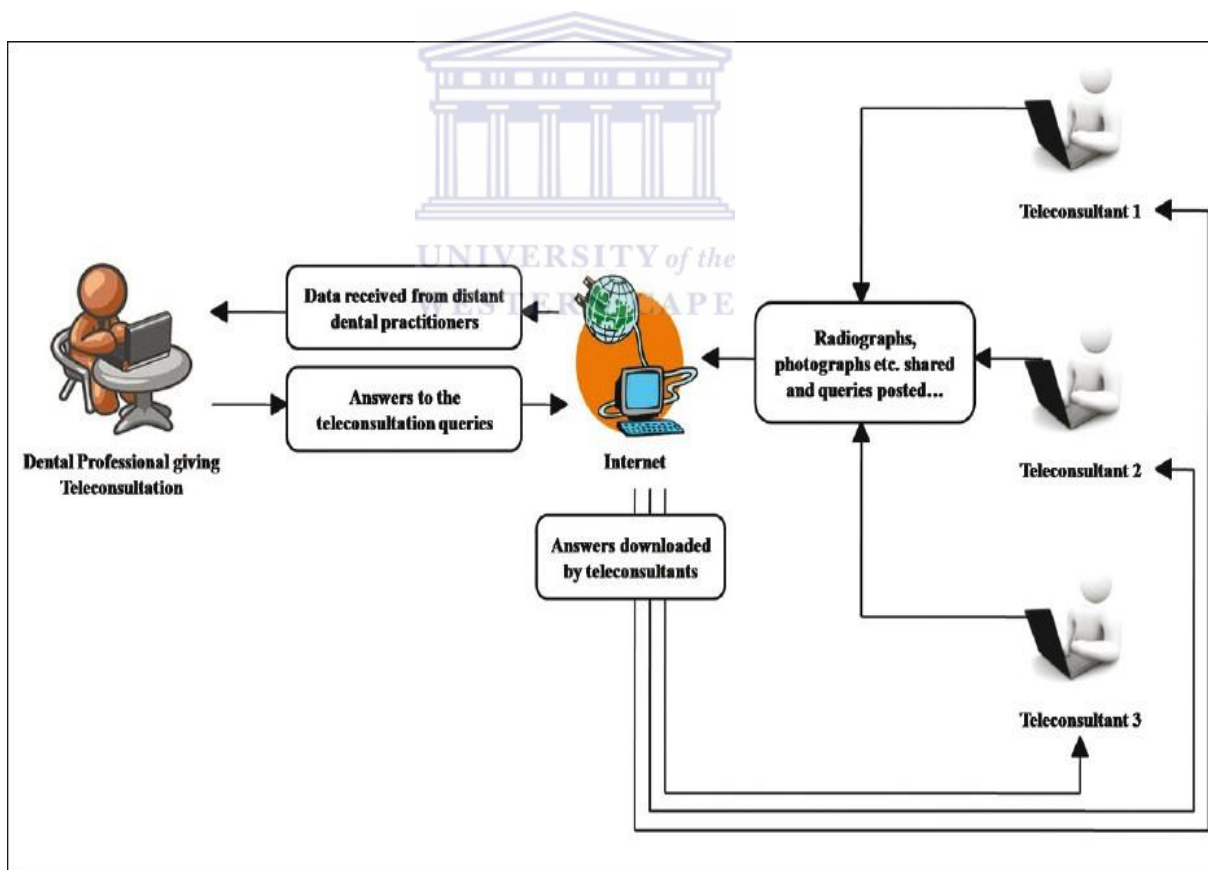 UNIVERSITY of the
WESTERN CAPE
Teleconsultant 1
Data received from distant
dental practitioners
Radiographs,
photographs etc. shared
and queries posted...
Answers to the
teleconsultation queries
Dental Professional giving
Teleconsultation
Internet
Teleconsultant 2
Answers downloaded
by teleconsultants
Teleconsultant 3